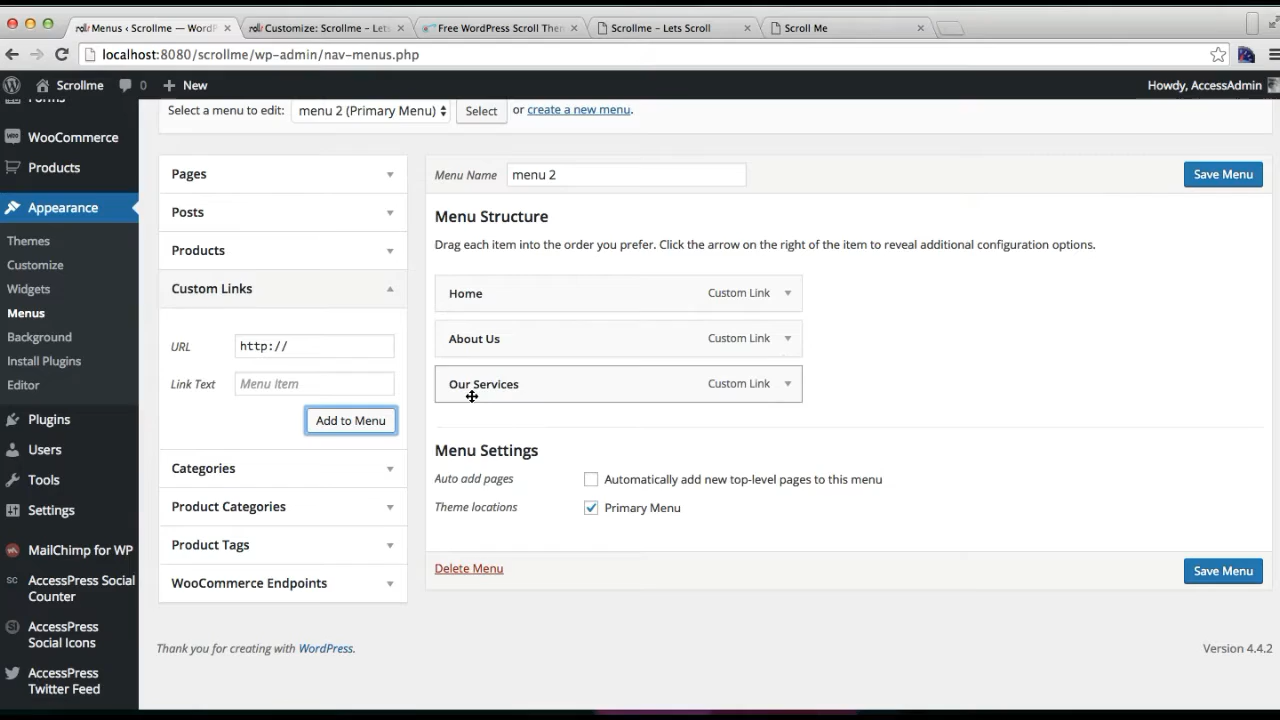 Menus ‹ Scrollme — WordP
Customize: Scrollme – Lets
Free WordPress Scroll Them
Scrollme – Lets Scroll
Scroll Me
localhost:8080/scrollme/wp-admin/nav-menus.php
Scrollme
0
New
Howdy, AccessAdmin
WooCommerce
Products
Appearance
Themes
Customize
Widgets
Menus
Background
Install Plugins
Editor
Plugins
Users
Tools
Settings
MailChimp for WP
SC AccessPress Social
Counter
SI AccessPress
Social Icons
AccessPress
Twitter Feed
Select a menu to edit: menu 2 (Primary Menu) Select or create a new menu.
Pages
Posts
Products
Custom Links
URL http://
Link Text Menu Item
Add to Menu
Categories
Product Categories
Product Tags
WooCommerce Endpoints
Menu Name menu 2 Save Menu
Menu Structure
Drag each item into the order you prefer. Click the arrow on the right of the item to reveal additional configuration options.
Home Custom Link
About Us Custom Link
Our Services Custom Link
Menu Settings
Auto add pages Automatically add new top-level pages to this menu
Theme locations Primary Menu
Delete Menu Save Menu
Thank you for creating with WordPress. Version 4.4.2